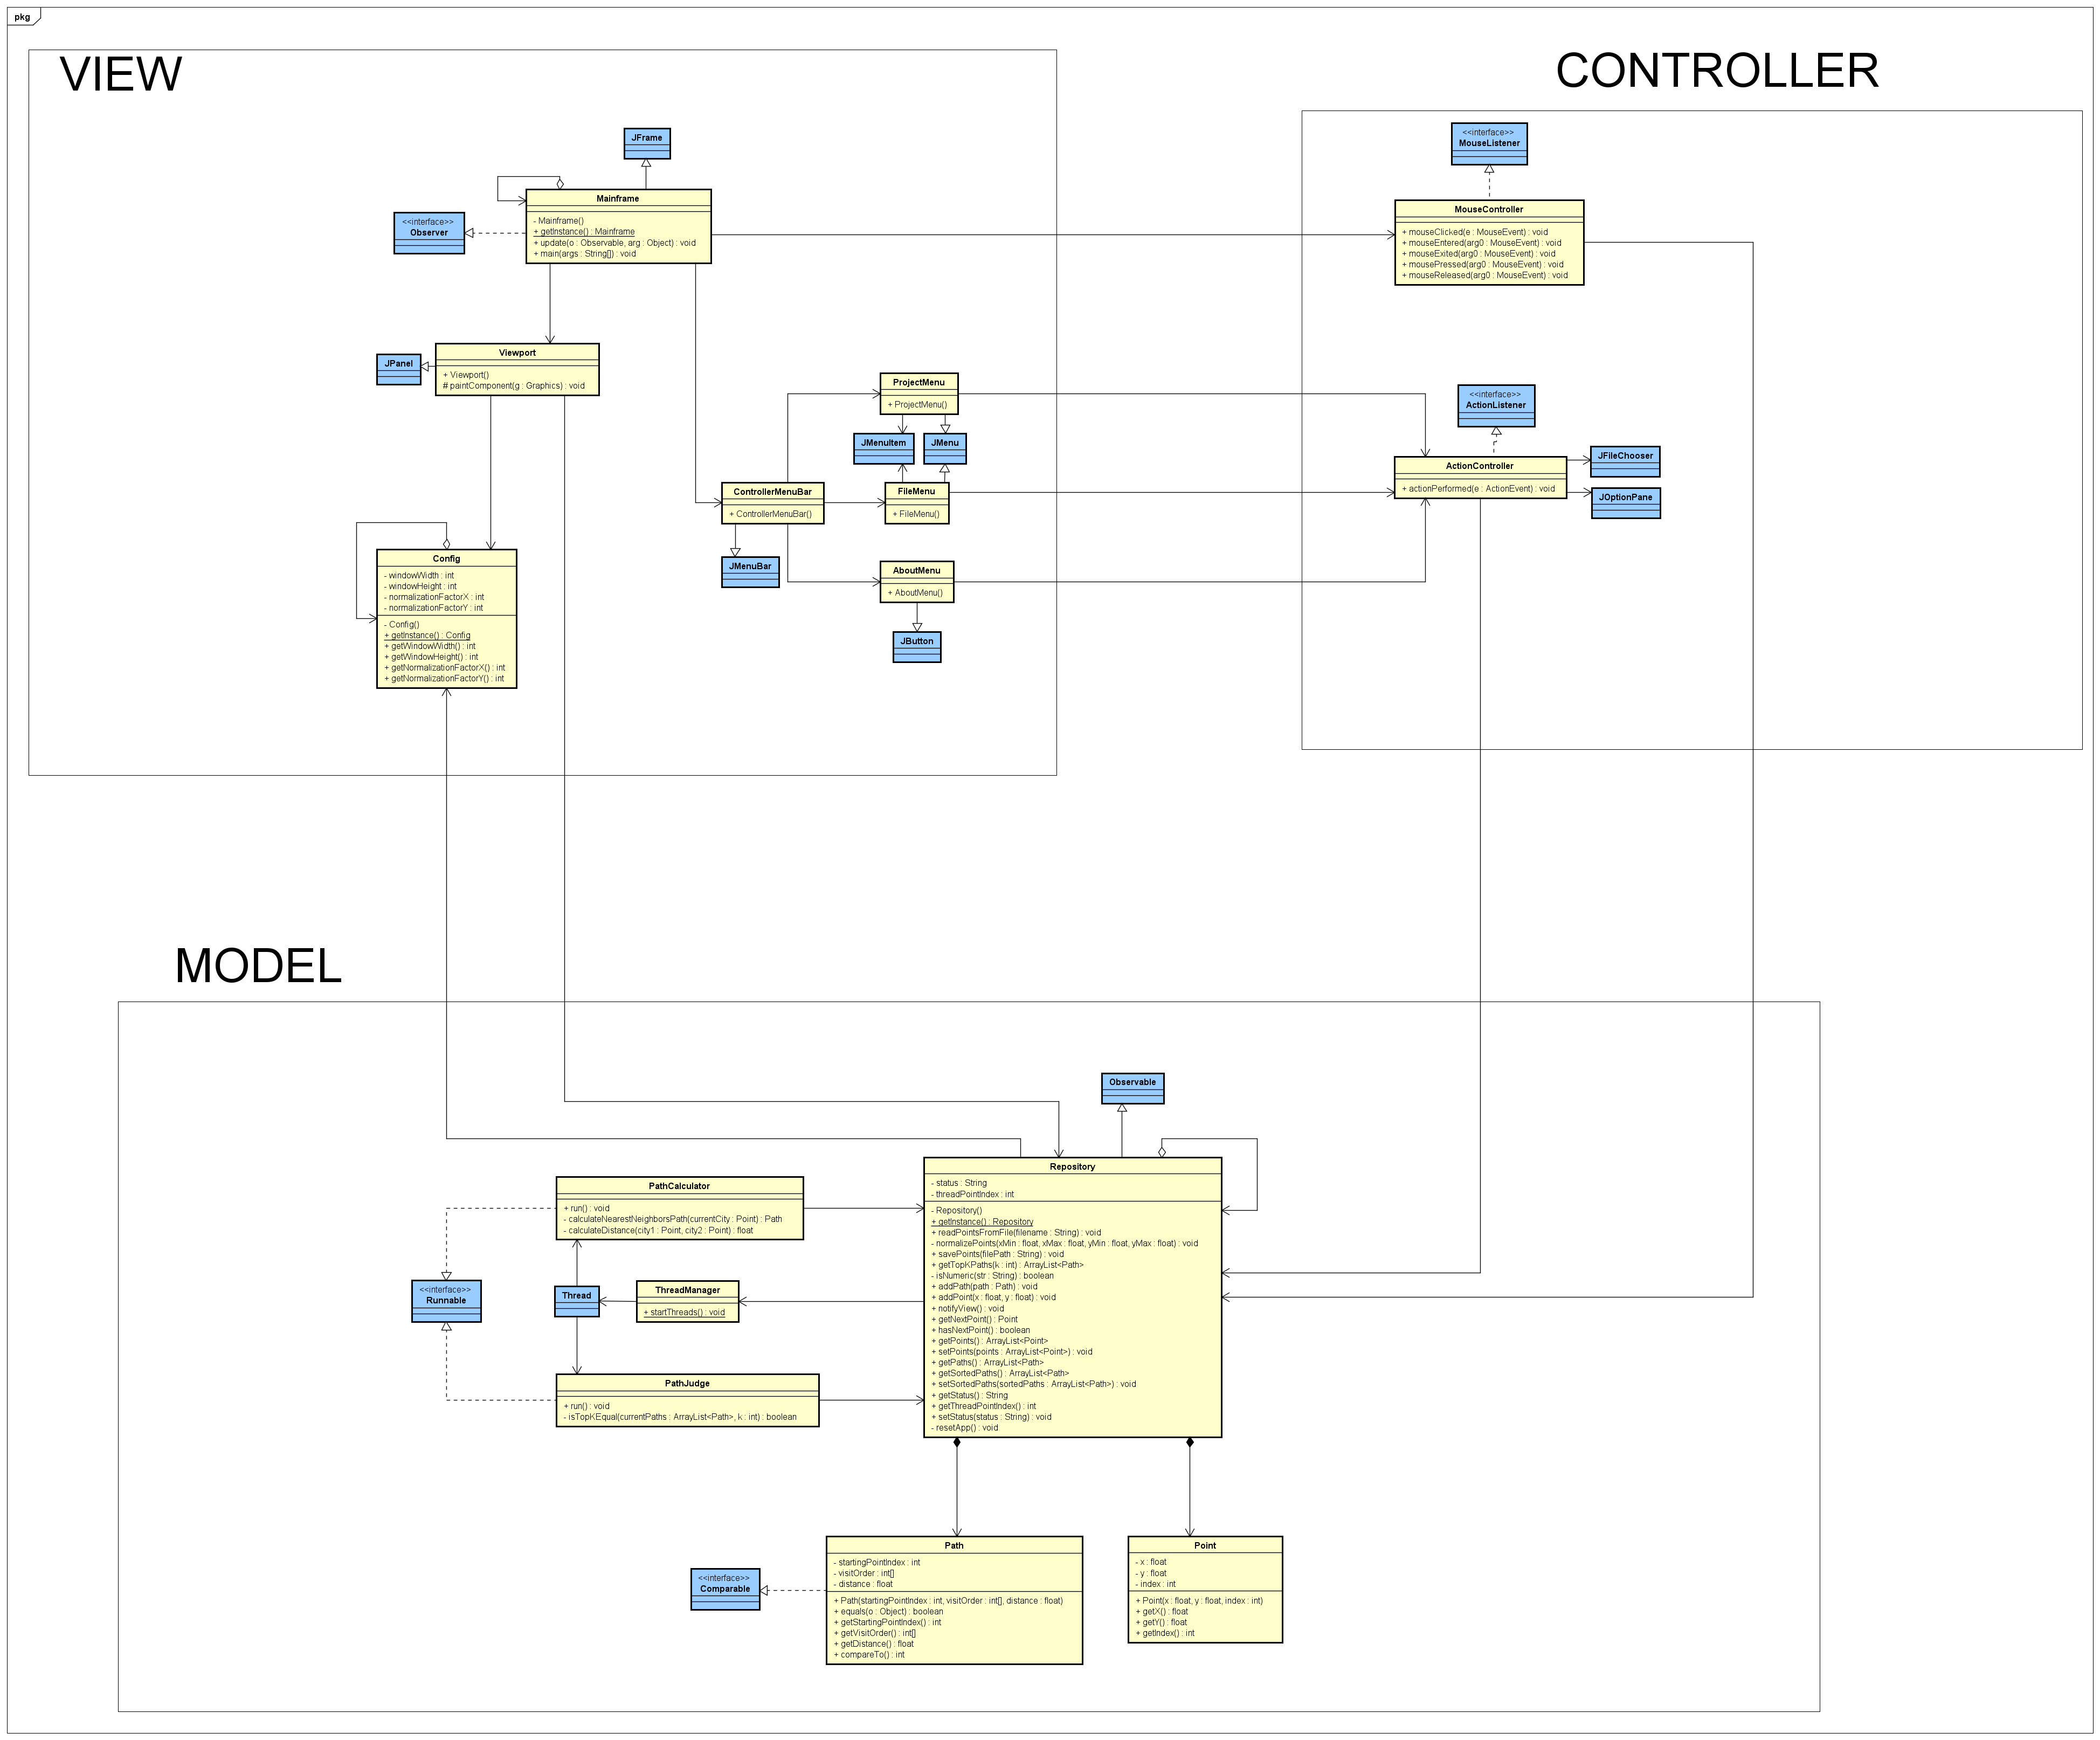 pkg
VIEW
CONTROLLER
JFrame
Mainframe
- Mainframe()
+ getInstance() : Mainframe
+ update(o : Observable, arg : Object) : void
+ main(args : String[]) : void
<<interface>>
Observer
<<interface>>
MouseListener
MouseController
+ mouseClicked(e : MouseEvent) : void
+ mouseEntered(arg0 : MouseEvent) : void
+ mouseExited(arg0 : MouseEvent) : void
+ mousePressed(arg0 : MouseEvent) : void
+ mouseReleased(arg0 : MouseEvent) : void
JPanel
Viewport
+ Viewport()
# paintComponent(g : Graphics) : void
ProjectMenu
+ ProjectMenu()
JMenuItem
JMenu
ControllerMenuBar
+ ControllerMenuBar()
FileMenu
+ FileMenu()
JMenuBar
AboutMenu
+ AboutMenu()
JButton
<<interface>>
ActionListener
ActionController
+ actionPerformed(e : ActionEvent) : void
JFileChooser
JOptionPane
Config
- windowWidth : int
- windowHeight : int
- normalizationFactorX : int
- normalizationFactorY : int
- Config()
+ getInstance() : Config
+ getWindowWidth() : int
+ getWindowHeight() : int
+ getNormalizationFactorX() : int
+ getNormalizationFactorY() : int
MODEL
Observable
Repository
- status : String
- threadPointIndex : int
- Repository()
+ getInstance() : Repository
+ readPointsFromFile(filename : String) : void
- normalizePoints(xMin : float, xMax : float, yMin : float, yMax : float) : void
+ savePoints(filePath : String) : void
+ getTopKPaths(k : int) : ArrayList<Path>
- isNumeric(str : String) : boolean
+ addPath(path : Path) : void
+ addPoint(x : float, y : float) : void
+ notifyView() : void
+ getNextPoint() : Point
+ hasNextPoint() : boolean
+ getPoints() : ArrayList<Point>
+ setPoints(points : ArrayList<Point>) : void
+ getPaths() : ArrayList<Path>
+ getSortedPaths() : ArrayList<Path>
+ setSortedPaths(sortedPaths : ArrayList<Path>) : void
+ getStatus() : String
+ getThreadPointIndex() : int
+ setStatus(status : String) : void
- resetApp() : void
PathCalculator
+ run() : void
- calculateNearestNeighborsPath(currentCity : Point) : Path
- calculateDistance(city1 : Point, city2 : Point) : float
<<interface>>
Runnable
Thread
ThreadManager
+ startThreads() : void
PathJudge
+ run() : void
- isTopKEqual(currentPaths : ArrayList<Path>, k : int) : boolean
<<interface>>
Comparable
Path
- startingPointIndex : int
- visitOrder : int[]
- distance : float
+ Path(startingPointIndex : int, visitOrder : int[], distance : float)
+ equals(o : Object) : boolean
+ getStartingPointIndex() : int
+ getVisitOrder() : int[]
+ getDistance() : float
+ compareTo() : int
Point
- x : float
- y : float
- index : int
+ Point(x : float, y : float, index : int)
+ getX() : float
+ getY() : float
+ getIndex() : int